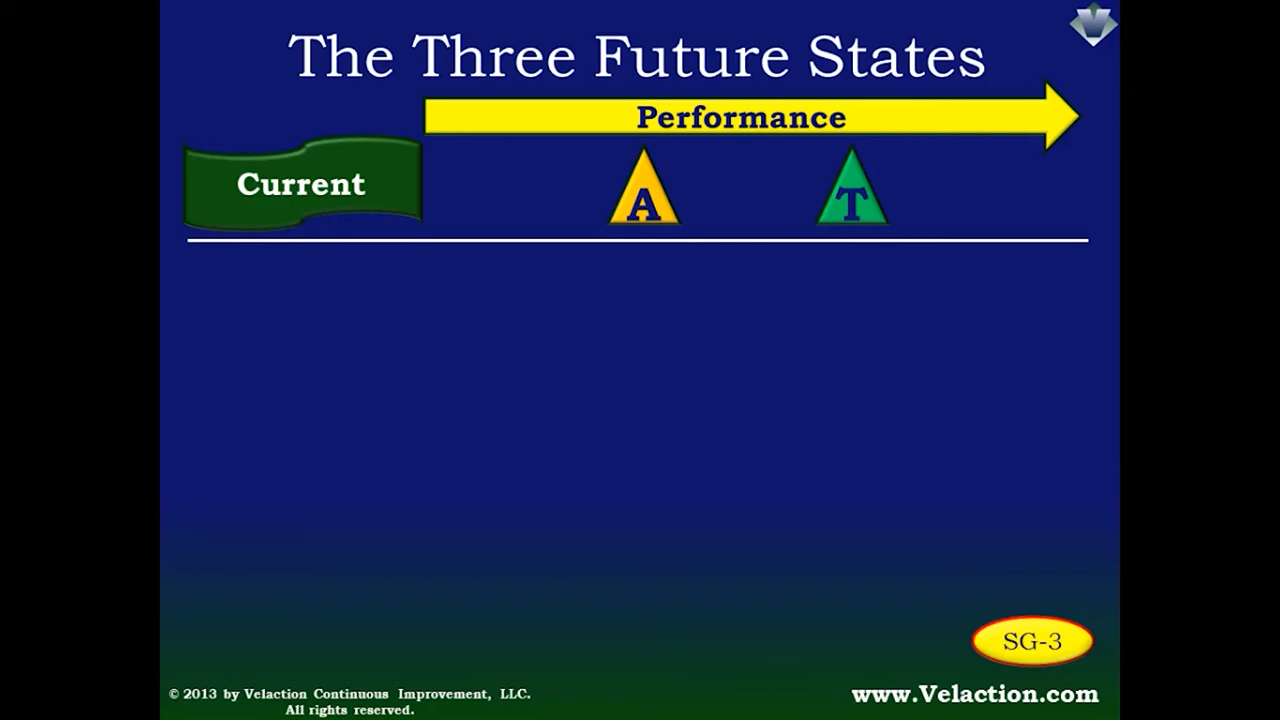 The Three Future States
Performance
Current
A
T
SG-3
© 2013 by Velaction Continuous Improvement, LLC.
All rights reserved.
www.Velaction.com